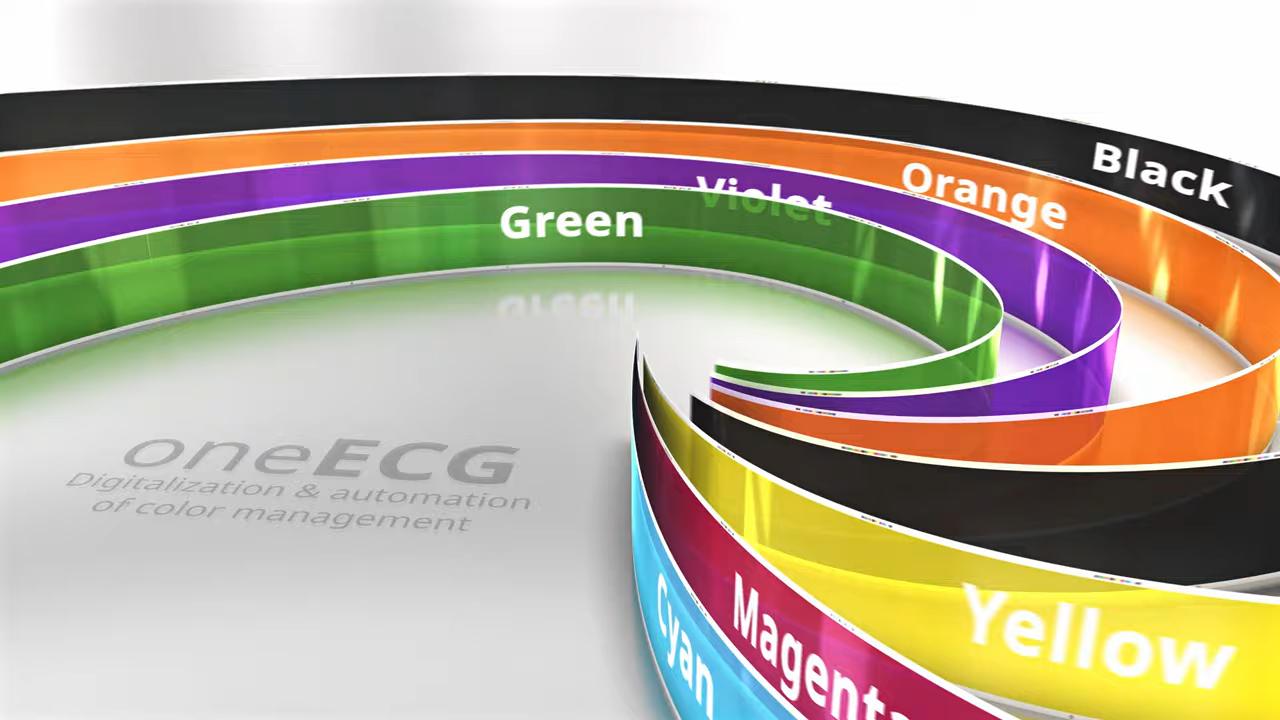 Black
Orange
Violet
Green
oneECG
Digitalization & automation
of color management
Yellow
Magenta
Cyan